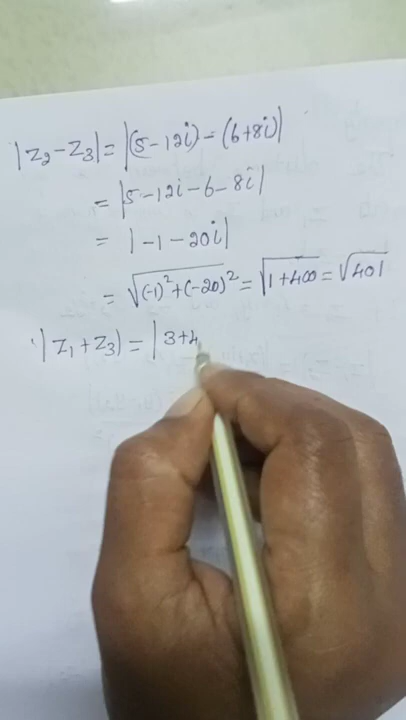 |z₂-z₃| = |(5-12i)-(6+8i)|
= |5-12i-6-8i|
= |-1-20i|
= √(-1)²+(-20)² = √1+400 = √401
|z₁+z₃| = |3+4